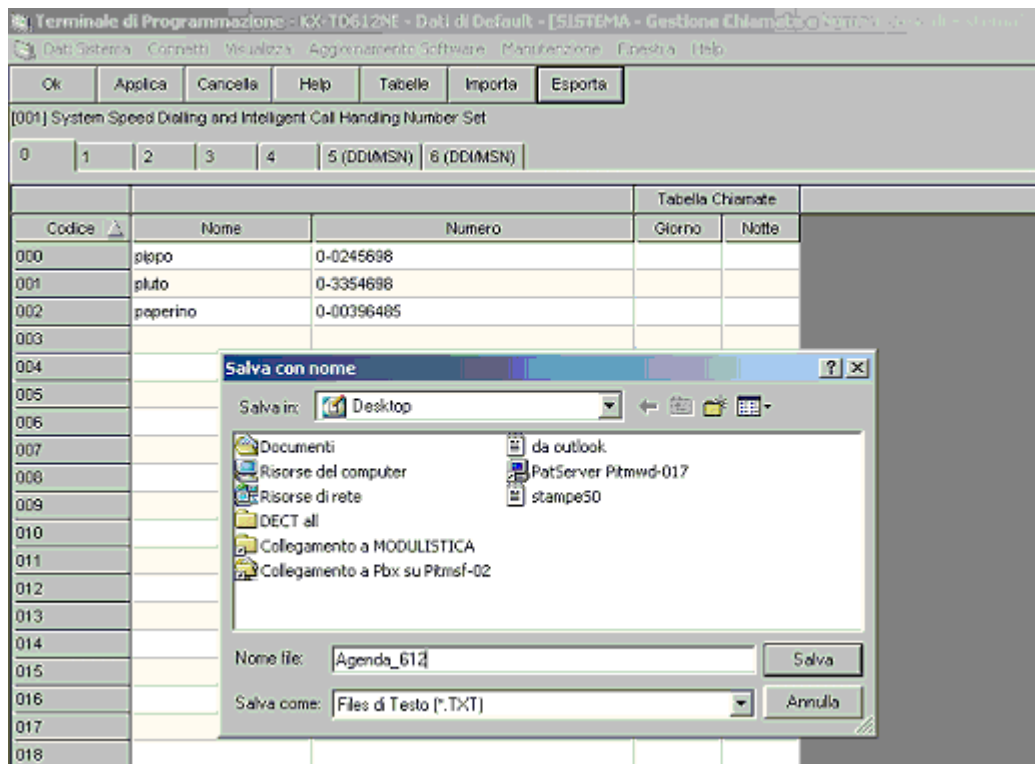 Terminale di Programmazione - KX-TD612NE - Dati di Default - [SISTEMA - Gestione Chiamate
Dati Sistema Connetti Visualizza Aggiornamento Software Manutenzione Finestra Help
Ok Applica Cancella Help Tabelle Importa Esporta
[001] System Speed Dialling and Intelligent Call Handling Number Set
0 1 2 3 4 5 (DDI/MSN) 6 (DDI/MSN)
Tabella Chiamate
Codice Nome Numero Giorno Notte
000 pippo 0-0245698
001 pluto 0-3354698
002 paperino 0-00396485
003
004
005
006
007
008
009
010
011
012
013
014
015
016
017
018
Salva con nome
Salva in: Desktop
Documenti
Risorse del computer
Risorse di rete
DECT all
Collegamento a MODULISTICA
Collegamento a Pbx su Pitmsf-02
da outlook
PatServer Pitmwd-017
stampe50
Nome file: Agenda_612 Salva
Salva come: Files di Testo (*.TXT) Annulla